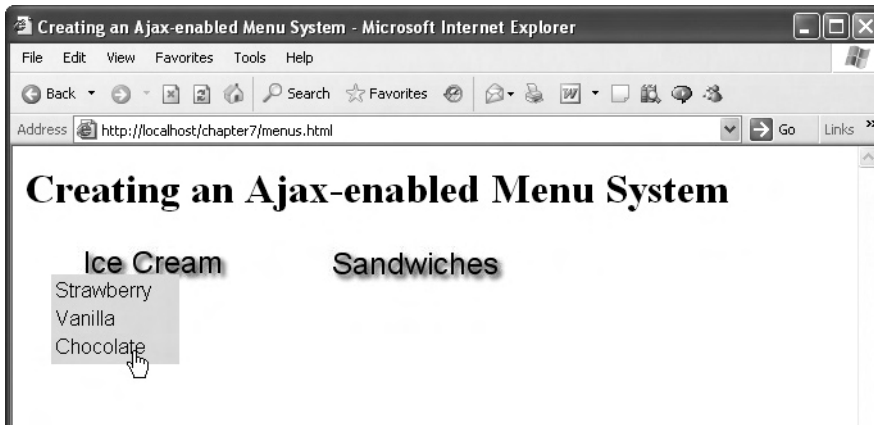 Creating an Ajax-enabled Menu System - Microsoft Internet Explorer
File Edit View Favorites Tools Help
Back Search Favorites
Address http://localhost/chapter7/menus.html Go Links »
Creating an Ajax-enabled Menu System
Ice Cream Sandwiches
Strawberry
Vanilla
Chocolate